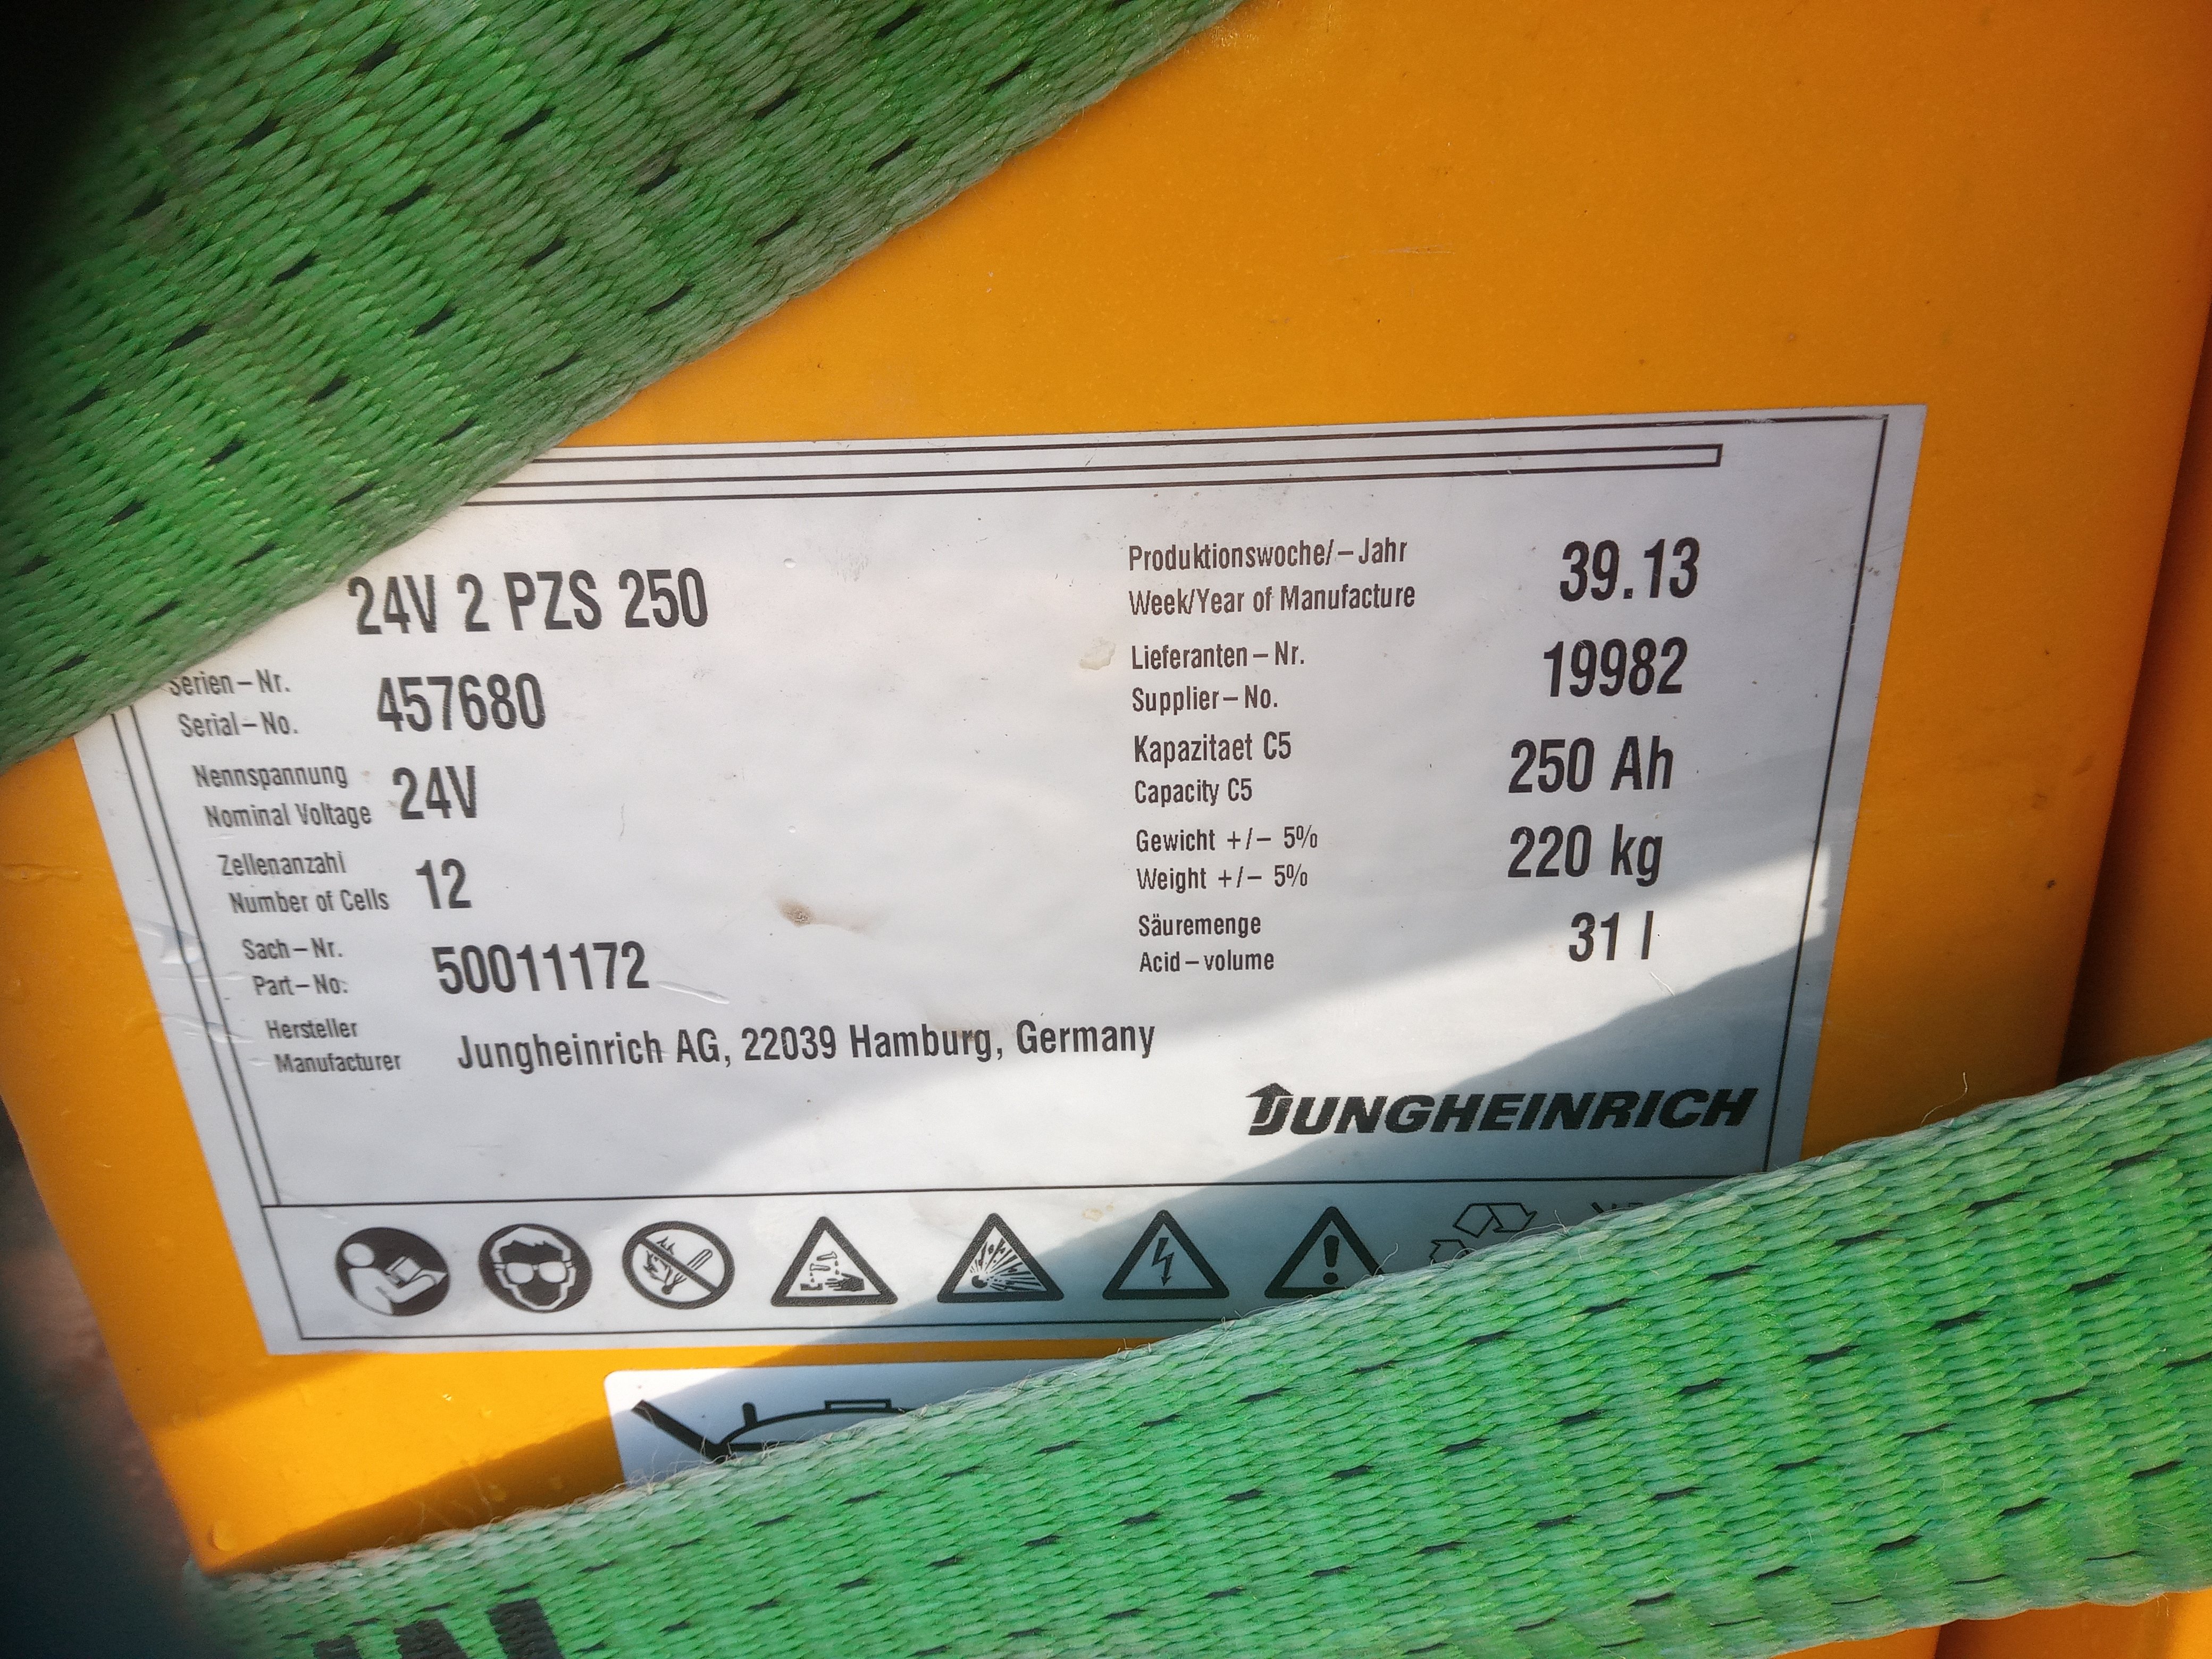 24V 2 PZS 250
Serien-Nr.
Serial-No. 457680
Nennspannung
Nominal Voltage 24V
Zellenanzahl
Number of Cells 12
Sach-Nr.
Part-No: 50011172
Hersteller
Manufacturer Jungheinrich AG, 22039 Hamburg, Germany
Produktionswoche/-Jahr
Week/Year of Manufacture 39.13
Lieferanten-Nr.
Supplier-No. 19982
Kapazitaet C5
Capacity C5 250 Ah
Gewicht +/- 5%
Weight +/- 5% 220 kg
Säuremenge
Acid-volume 31 l
JUNGHEINRICH